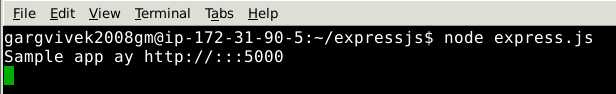 File Edit View Terminal Tabs Help
gargvivek2008gm@ip-172-31-90-5:~/expressjs$ node express.js
Sample app ay http://:::5000